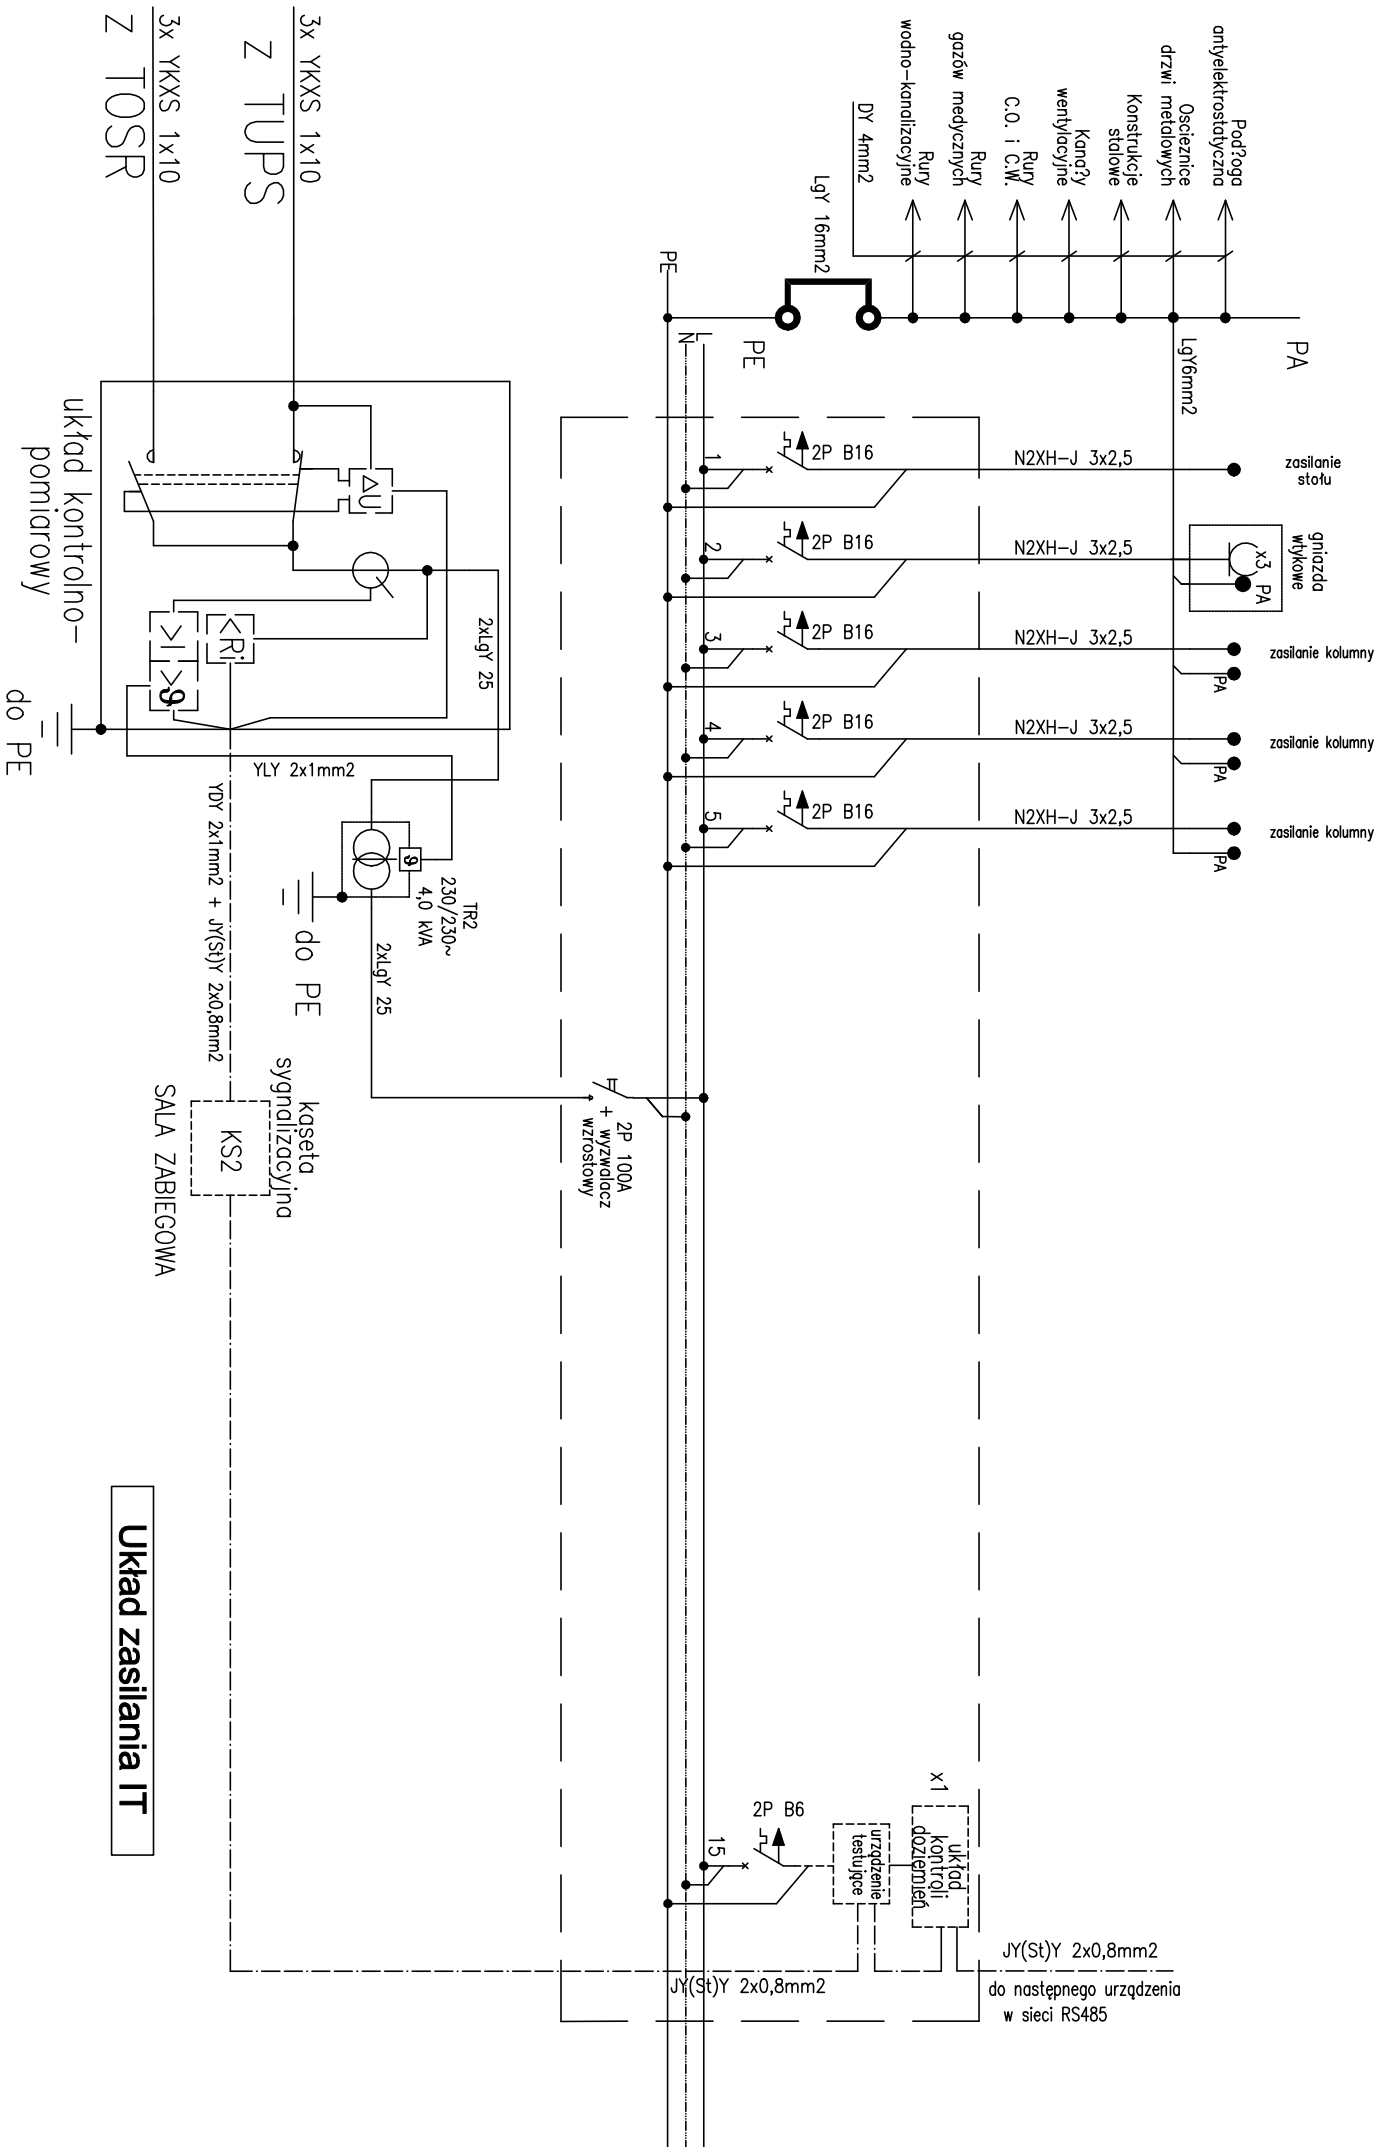 Pod?oga
antyelektrostatyczna
Oscieznice
drzwi metalowych
Konstrukcje
stalowe
Kana?y
wentylacyjne
Rury
C.O. i C.W.
Rury
gazów medycznych
Rury
wodno-kanalizacyjne
DY 4mm2
LgY 16mm2
PE
PA
PE
L
N
LgY6mm2
1
2P B16
N2XH-J 3x2,5
zasilanie
stołu
2
2P B16
N2XH-J 3x2,5
x3
PA
gniazda
wtykowe
3
2P B16
N2XH-J 3x2,5
zasilanie kolumny
PA
4
2P B16
N2XH-J 3x2,5
zasilanie kolumny
PA
5
2P B16
N2XH-J 3x2,5
zasilanie kolumny
PA
3x YKXS 1x10
Z TUPS
3x YKXS 1x10
Z TOSR
układ kontrolno-
pomiarowy
ΔU
<Ri
>I
>ϑ
2xLgY 25
do PE
YLY 2x1mm2
YDY 2x1mm2 + JY(St)Y 2x0,8mm2
ϑ
TR2
230/230~
4,0 kVA
do PE
2xLgY 25
kaseta
sygnalizacyjna
KS2
SALA ZABIEGOWA
2P 100A
+ wyzwalacz
wzrostowy
Układ zasilania IT
15
2P B6
urządzenie
testujące
x1
układ
kontroli
doziemień
JY(St)Y 2x0,8mm2
JY(St)Y 2x0,8mm2
do następnego urządzenia
w sieci RS485